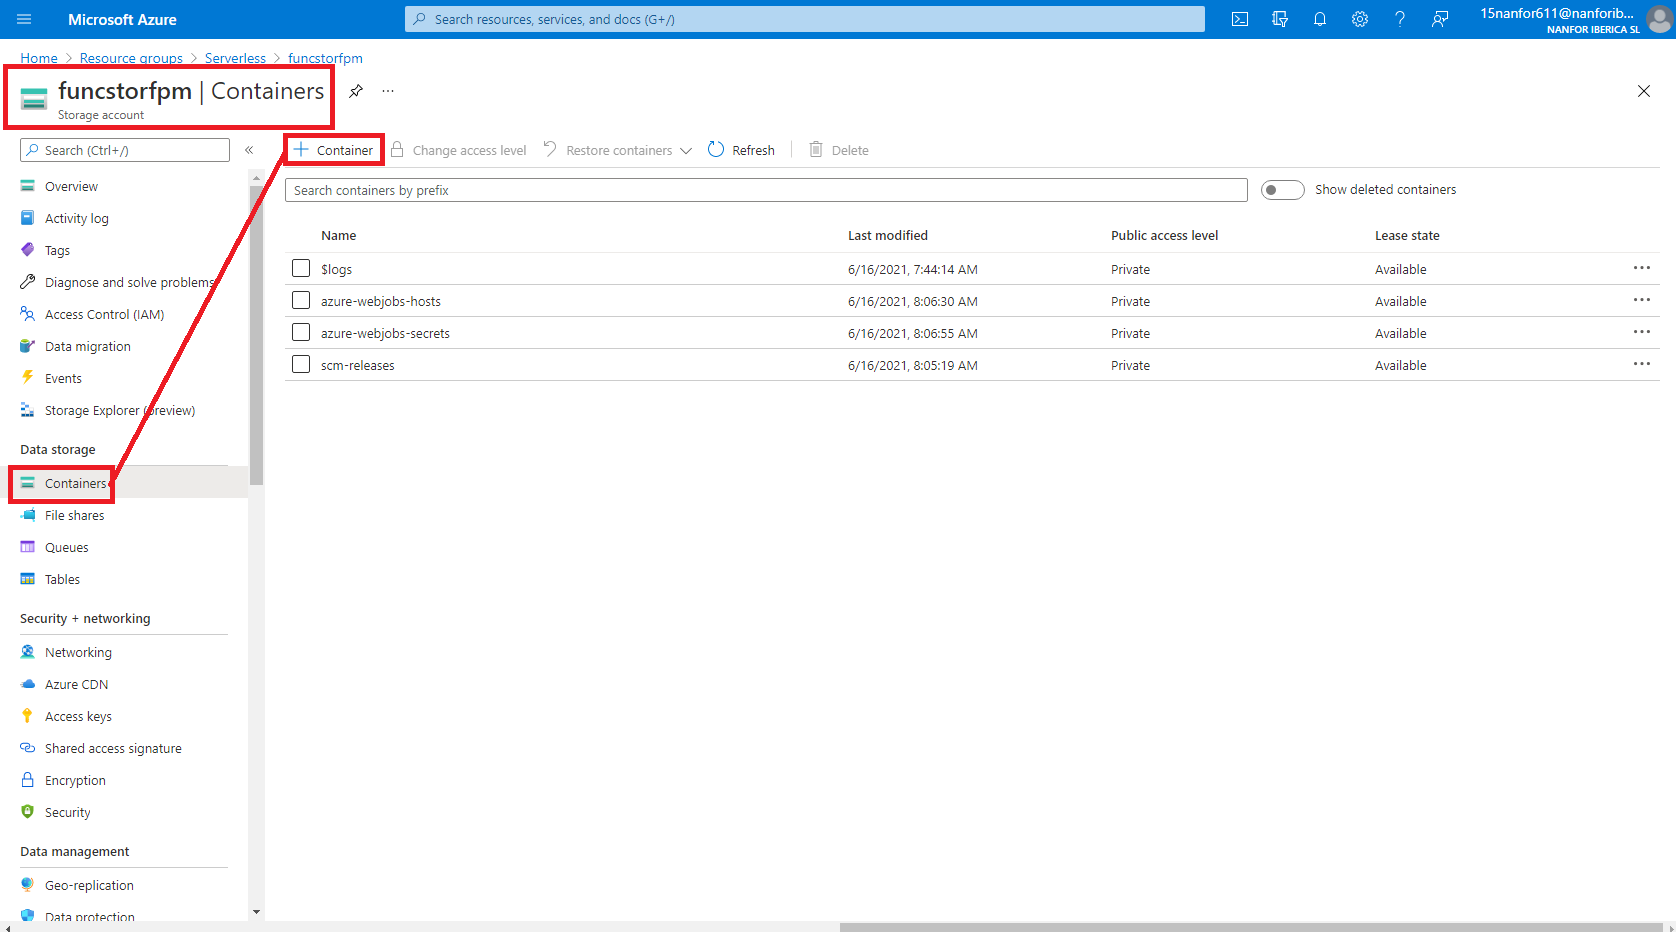 Microsoft Azure
Search resources, services, and docs (G+/)
15nanfor611@nanforib...
NANFOR IBERICA SL
Home > Resource groups > Serverless > funcstorfpm
funcstorfpm | Containers
Storage account
Search (Ctrl+/)
Overview
Activity log
Tags
Diagnose and solve problems
Access Control (IAM)
Data migration
Events
Storage Explorer (preview)
Data storage
Containers
File shares
Queues
Tables
Security + networking
Networking
Azure CDN
Access keys
Shared access signature
Encryption
Security
Data management
Geo-replication
Data protection
+ Container Change access level Restore containers Refresh Delete
Search containers by prefix
Show deleted containers
Name Last modified Public access level Lease state
$logs 6/16/2021, 7:44:14 AM Private Available ...
azure-webjobs-hosts 6/16/2021, 8:06:30 AM Private Available ...
azure-webjobs-secrets 6/16/2021, 8:06:55 AM Private Available ...
scm-releases 6/16/2021, 8:05:19 AM Private Available ...